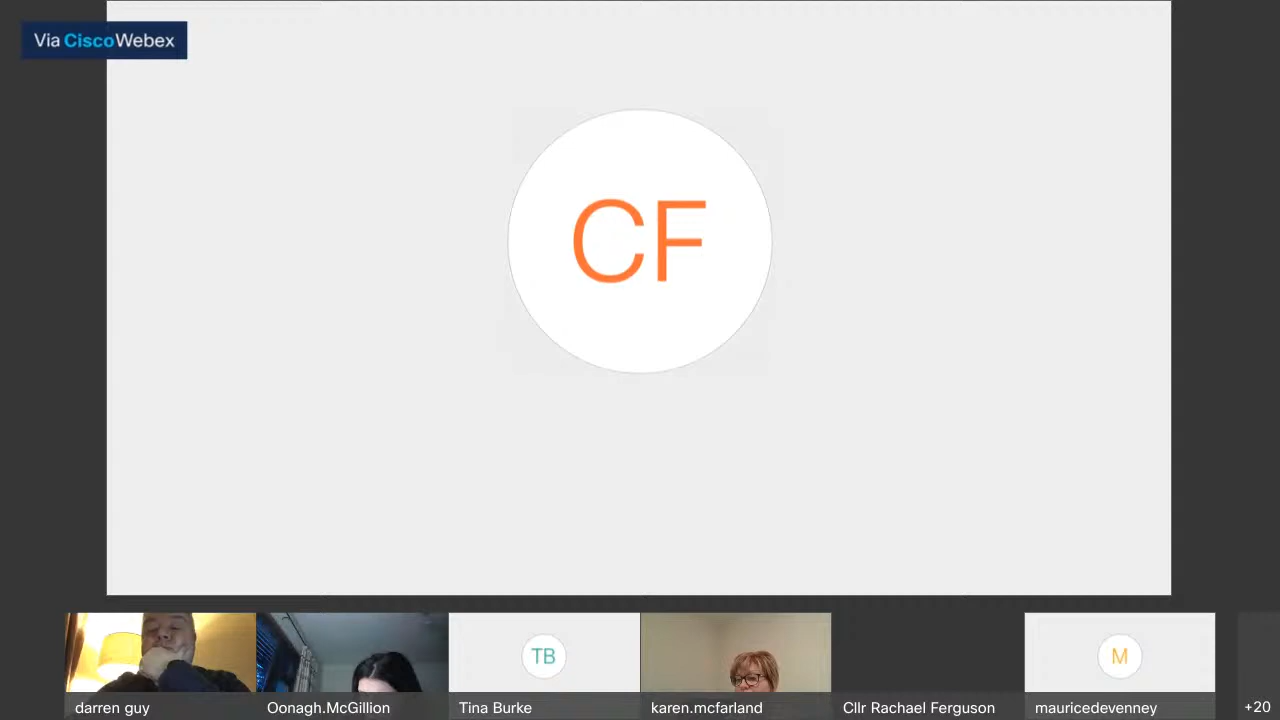 Via CiscoWebex
CF
TB
M
darren guy
Oonagh.McGillion
Tina Burke
karen.mcfarland
Cllr Rachael Ferguson
mauricedevenney
+20